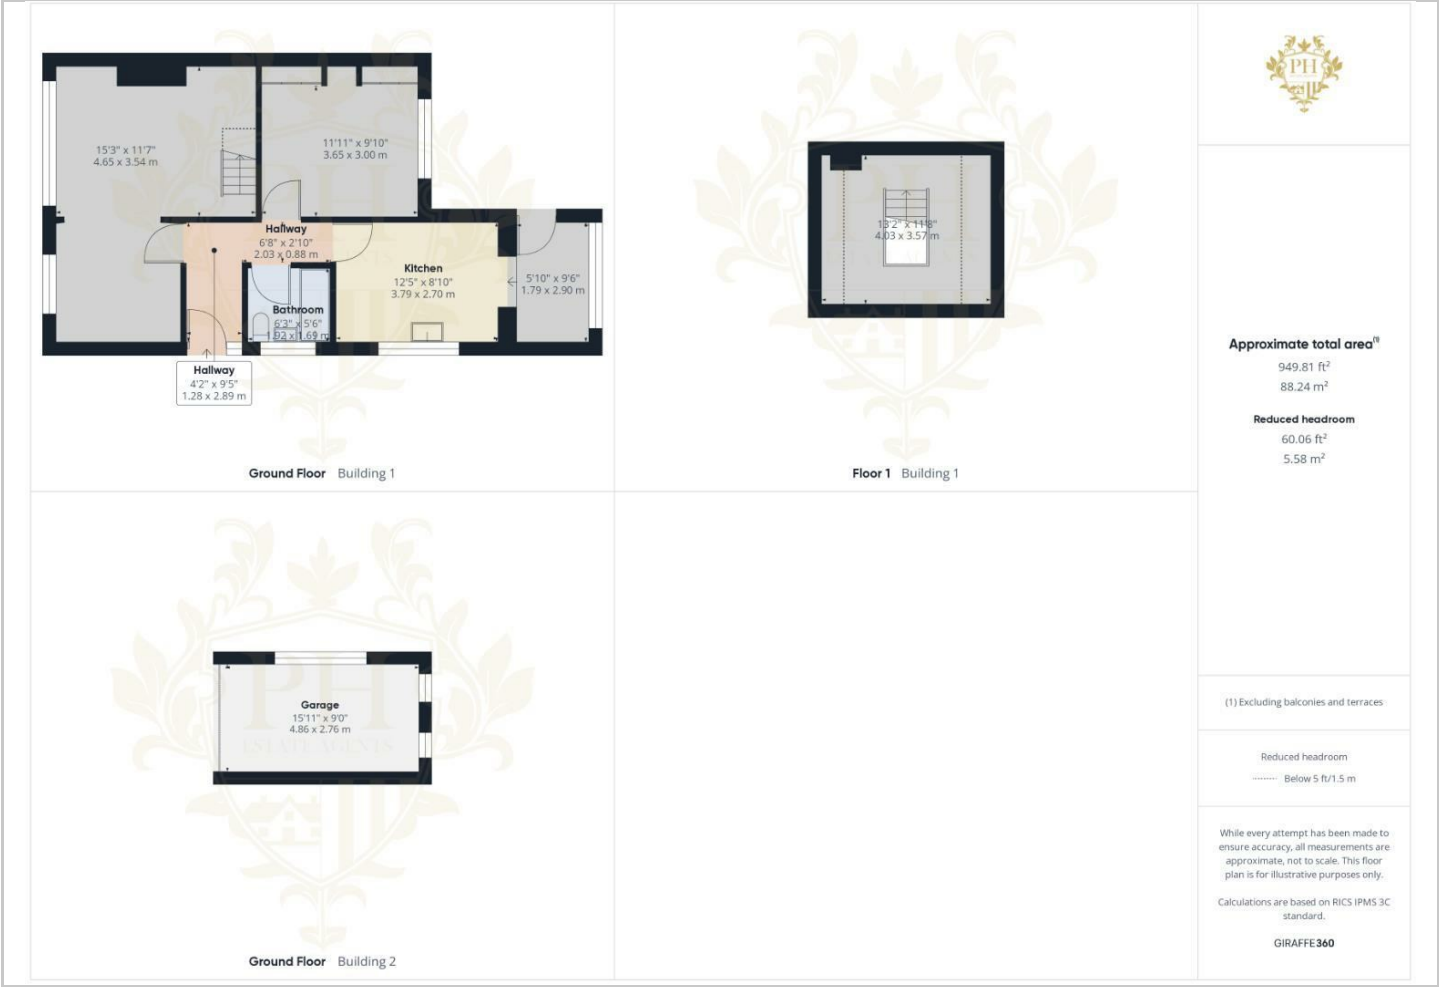 15'3" x 11'7"
4.65 x 3.54 m
11'11" x 9'10"
3.65 x 3.00 m
Hallway
6'8" x 2'10"
2.03 x 0.88 m
Kitchen
12'5" x 8'10"
3.79 x 2.70 m
5'10" x 9'6"
1.79 x 2.90 m
Bathroom
6'3" x 5'6"
1.92 x 1.69 m
Hallway
4'2" x 9'5"
1.28 x 2.89 m
Ground Floor Building 1
13'2" x 11'8"
4.03 x 3.57 m
Floor 1 Building 1
Garage
15'11" x 9'0"
4.86 x 2.76 m
PH
ESTATE AGENTS
Ground Floor Building 2
PH
Approximate total area(1)
949.81 ft²
88.24 m²
Reduced headroom
60.06 ft²
5.58 m²
(1) Excluding balconies and terraces
Reduced headroom
Below 5 ft/1.5 m
While every attempt has been made to
ensure accuracy, all measurements are
approximate, not to scale. This floor
plan is for illustrative purposes only.
Calculations are based on RICS IPMS 3C
standard.
GIRAFFE360